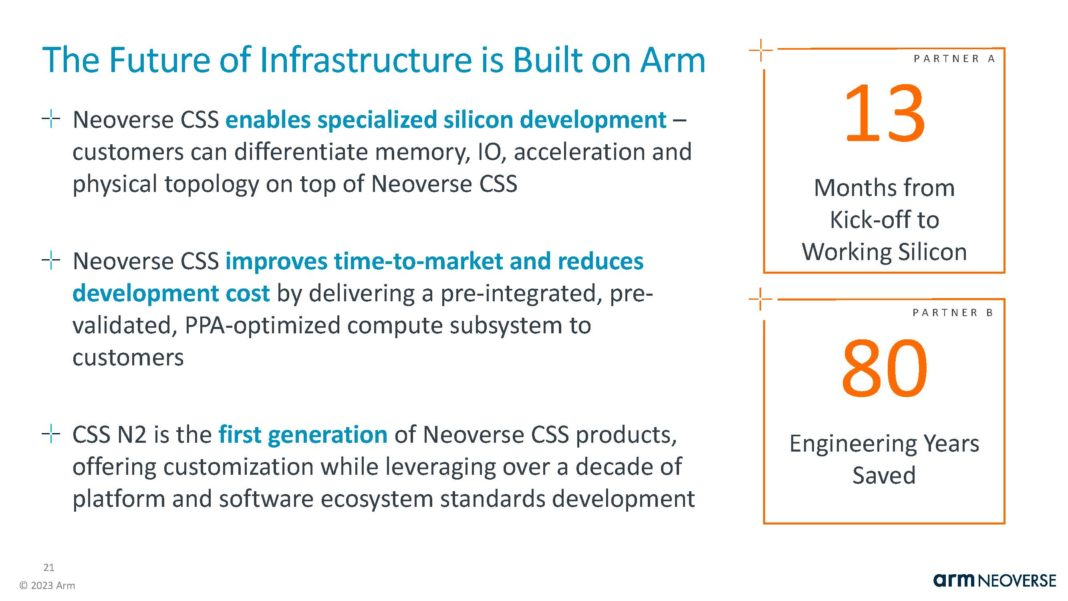 The Future of Infrastructure is Built on Arm
Neoverse CSS enables specialized silicon development –
customers can differentiate memory, IO, acceleration and
physical topology on top of Neoverse CSS
Neoverse CSS improves time-to-market and reduces
development cost by delivering a pre-integrated, pre-
validated, PPA-optimized compute subsystem to
customers
CSS N2 is the first generation of Neoverse CSS products,
offering customization while leveraging over a decade of
platform and software ecosystem standards development
PARTNER A
13
Months from
Kick-off to
Working Silicon
PARTNER B
80
Engineering Years
Saved
21
© 2023 Arm
arm NEOVERSE